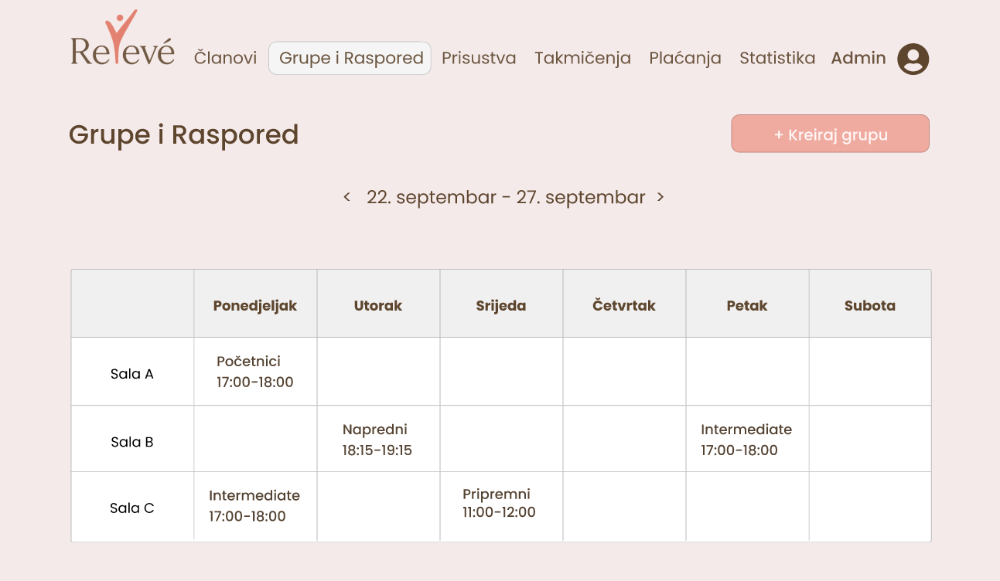 Relevé
Članovi Grupe i Raspored Prisustva Takmičenja Plaćanja Statistika Admin
Grupe i Raspored
+ Kreiraj grupu
< 22. septembar - 27. septembar >
Ponedjeljak Utorak Srijeda Četvrtak Petak Subota
Početnici
Sala A
17:00-18:00
Napredni Intermediate
Sala B
18:15-19:15 17:00-18:00
Intermediate Pripremni
Sala C
17:00-18:00 11:00-12:00